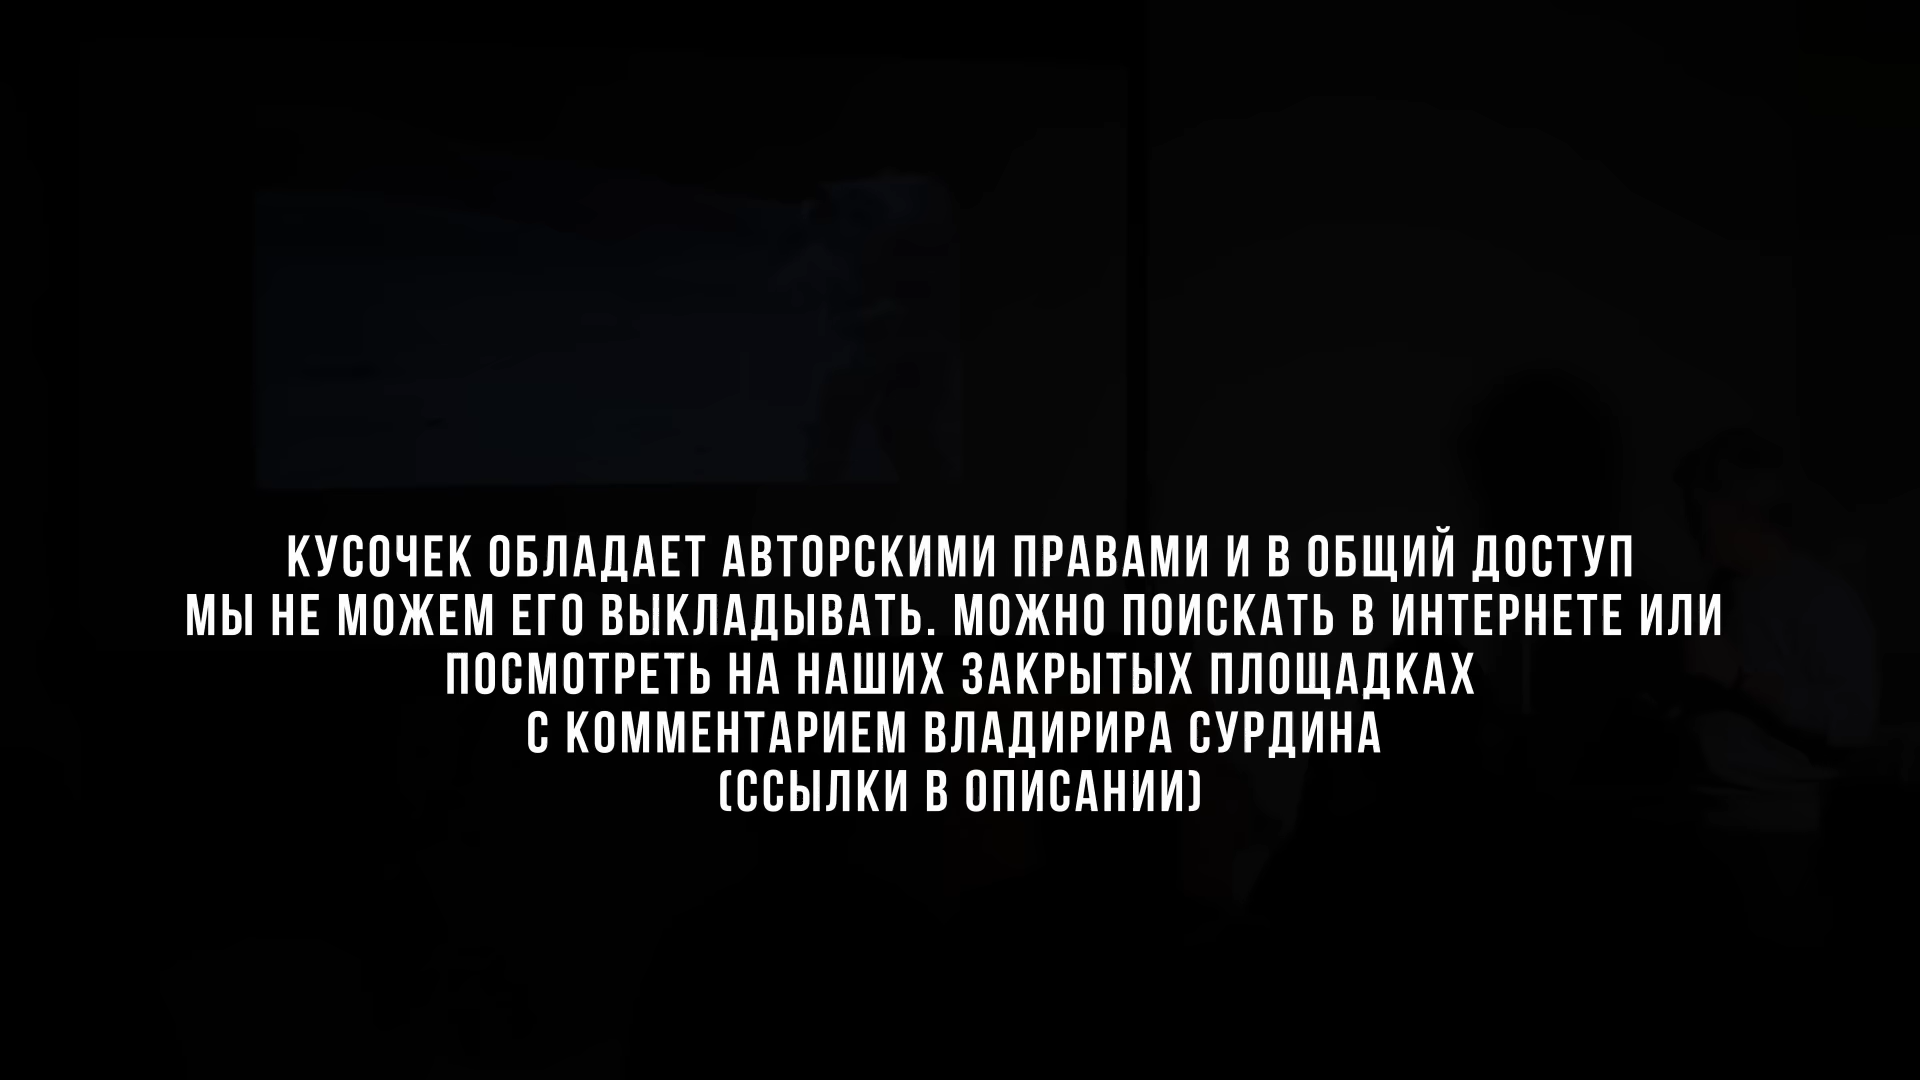 КУСОЧЕК ОБЛАДАЕТ АВТОРСКИМИ ПРАВАМИ И В ОБЩИЙ ДОСТУП
МЫ НЕ МОЖЕМ ЕГО ВЫКЛАДЫВАТЬ. МОЖНО ПОИСКАТЬ В ИНТЕРНЕТЕ ИЛИ
ПОСМОТРЕТЬ НА НАШИХ ЗАКРЫТЫХ ПЛОЩАДКАХ
С КОММЕНТАРИЕМ ВЛАДИРИРА СУРДИНА
(ССЫЛКИ В ОПИСАНИИ)